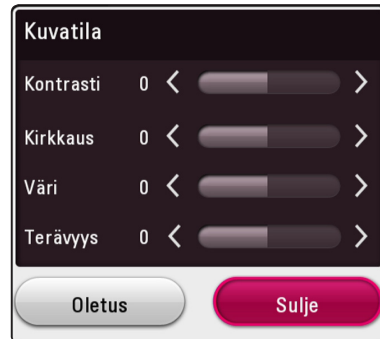 Kuvatila
Kontrasti 0
Kirkkaus 0
Väri 0
Terävyys 0
Oletus Sulje